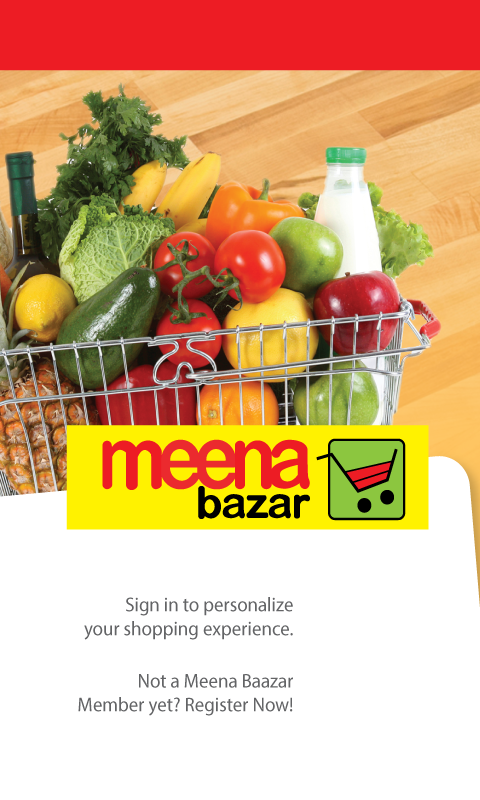 meena
bazar
Sign in to personalize
your shopping experience.
Not a Meena Baazar
Member yet? Register Now!